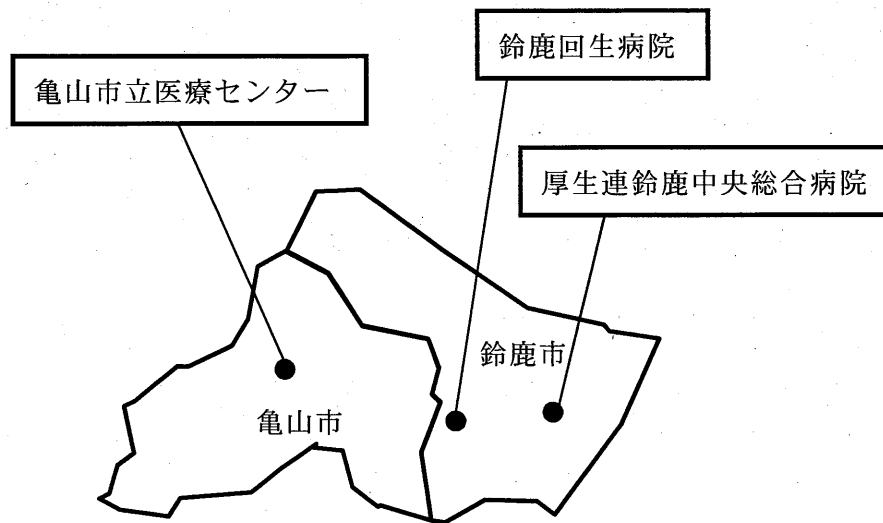 鈴鹿回生病院
亀山市立医療センター
厚生連鈴鹿中央総合病院
鈴鹿市
亀山市